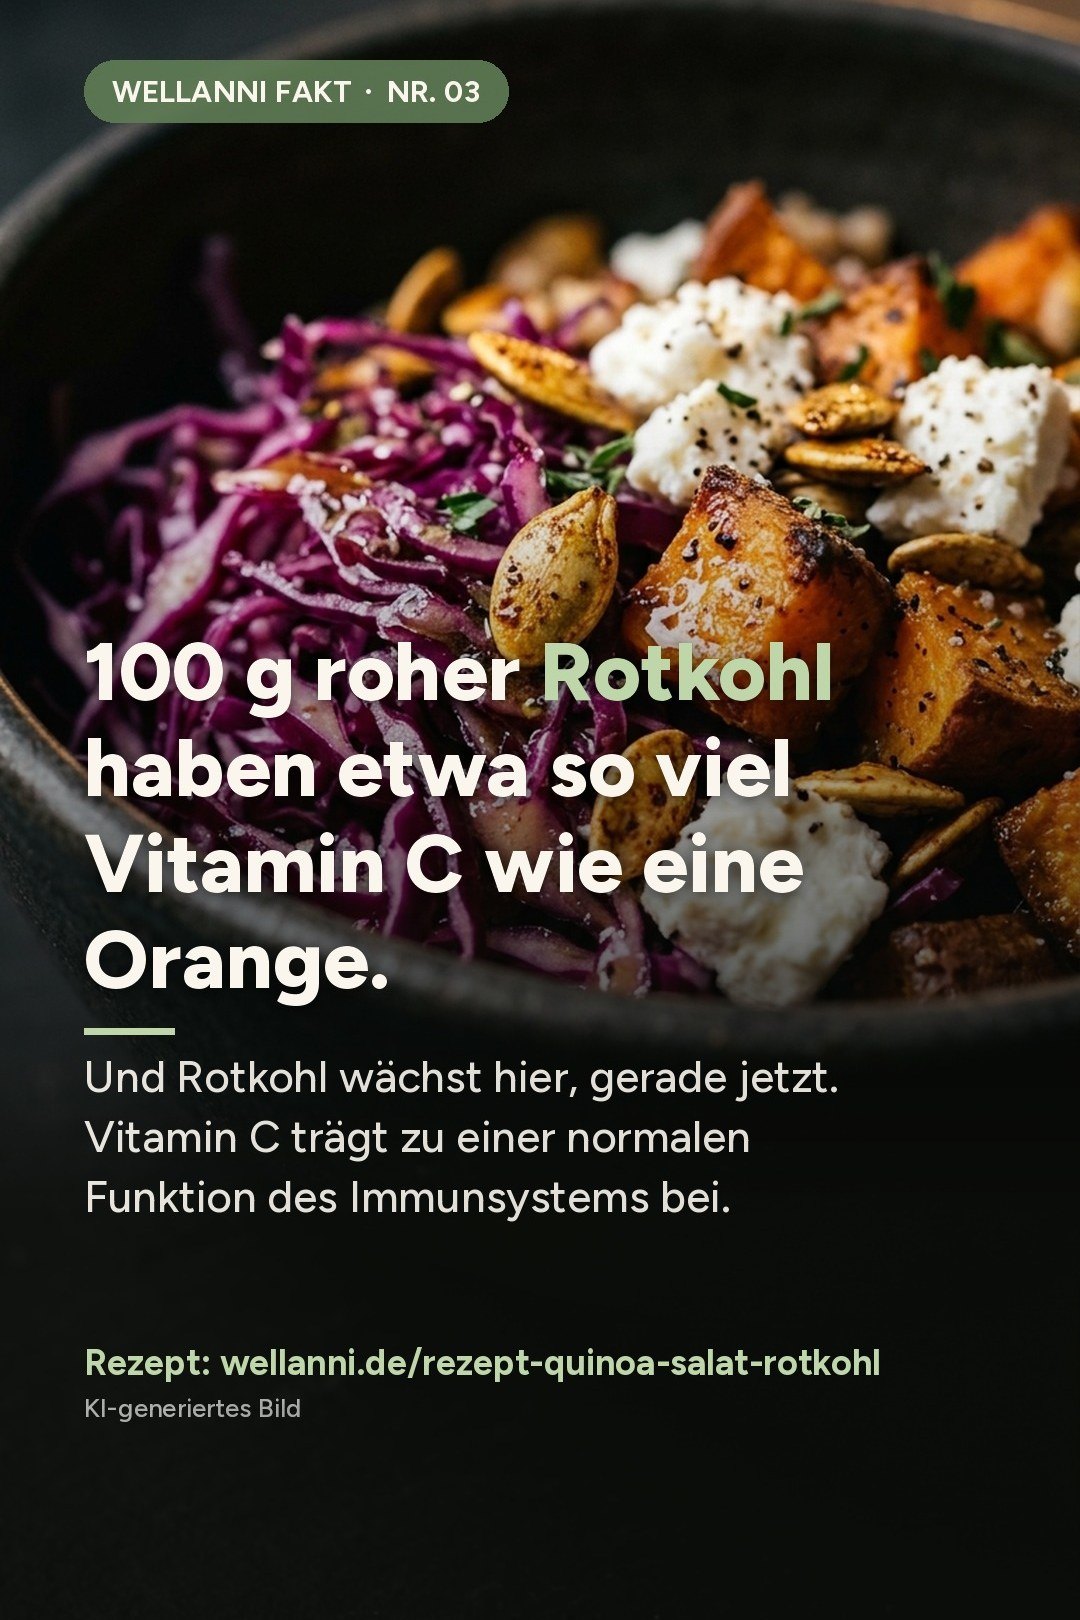 WELLANNI FAKT · NR. 03
100 g roher Rotkohl
haben etwa so viel
Vitamin C wie eine
Orange.
Und Rotkohl wächst hier, gerade jetzt.
Vitamin C trägt zu einer normalen
Funktion des Immunsystems bei.
Rezept: wellanni.de/rezept-quinoa-salat-rotkohl
KI-generiertes Bild